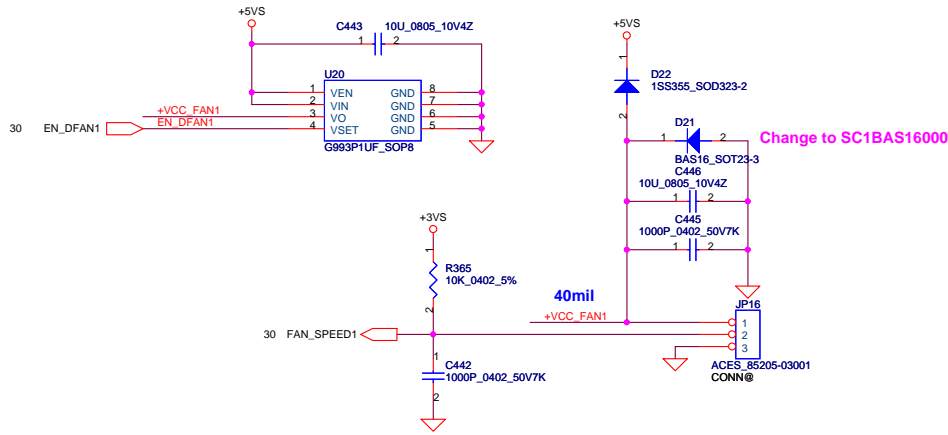 +5VS
C443 10U_0805_10V4Z
1 2
U20
1 VEN GND 8
2 VIN GND 7
+VCC_FAN1 3 VO GND 6
30 EN_DFAN1 EN_DFAN1 4 VSET GND 5
G993P1UF_SOP8
+5VS
1
D22
1SS355_SOD323-2
2
D21
1 2
Change to SC1BAS16000
BAS16_SOT23-3
C446
10U_0805_10V4Z
1 2
C445
1000P_0402_50V7K
1 2
+3VS
1
R365
10K_0402_5%
2
40mil
+VCC_FAN1
JP16
1
2
3
ACES_85205-03001
CONN@
30 FAN_SPEED1
1
C442
1000P_0402_50V7K
2